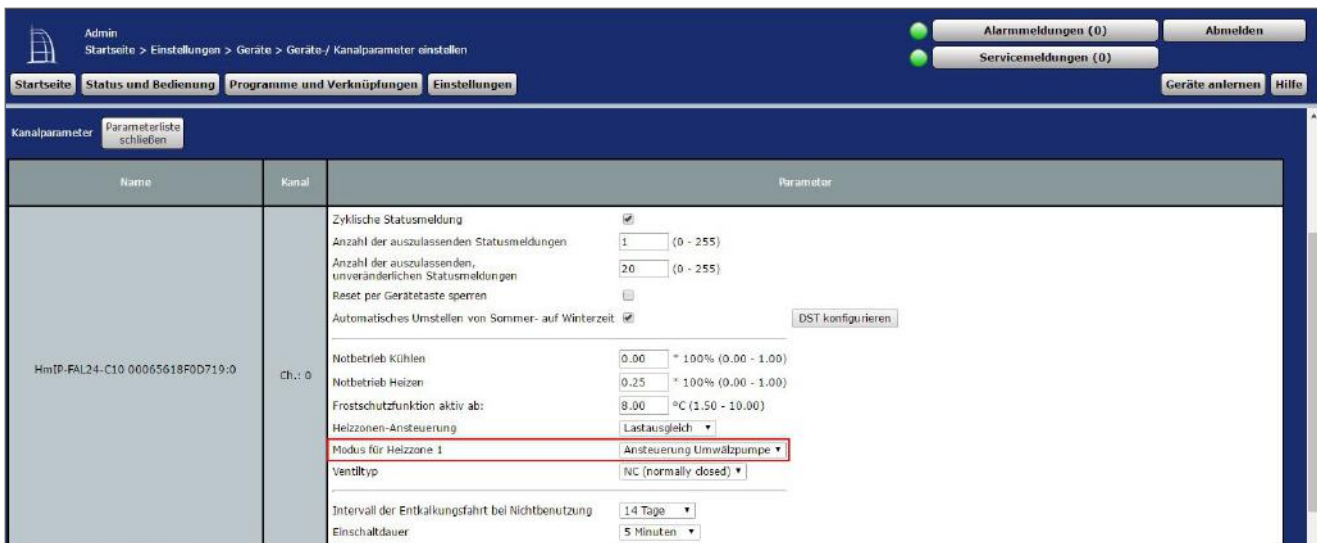 Admin
Startseite > Einstellungen > Geräte > Geräte-/ Kanalparameter einstellen
Alarmmeldungen (0)
Abmelden
Servicemeldungen (0)
Startseite
Status und Bedienung
Programme und Verknüpfungen
Einstellungen
Geräte anlernen
Hilfe
Kanalparameter
Parameterliste
schließen
Name
Kanal
Parameter
HmIP-FAL24-C10 00065618F0D719:0
Ch.: 0
Zyklische Statusmeldung
Anzahl der auszulassenden Statusmeldungen 1 (0 - 255)
Anzahl der auszulassenden,
unveränderlichen Statusmeldungen 20 (0 - 255)
Reset per Gerätetaste sperren
Automatisches Umstellen von Sommer- auf Winterzeit DST konfigurieren
Notbetrieb Kühlen 0.00 * 100% (0.00 - 1.00)
Notbetrieb Heizen 0.25 * 100% (0.00 - 1.00)
Frostschutzfunktion aktiv ab: 8.00 °C (1.50 - 10.00)
Heizzonen-Ansteuerung Lastausgleich
Modus für Heizzone 1 Ansteuerung Umwälzpumpe
Ventiltyp NC (normally closed)
Intervall der Entkalkungsfahrt bei Nichtbenutzung 14 Tage
Einschaltdauer 5 Minuten